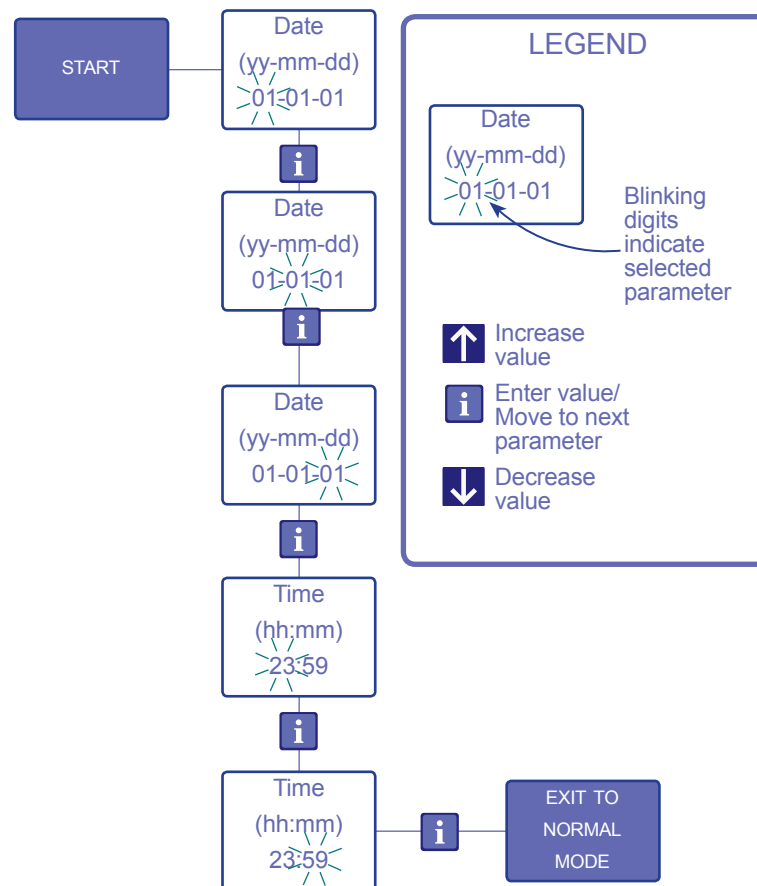 START
Date
(yy-mm-dd)
01-01-01
i
Date
(yy-mm-dd)
01-01-01
i
Date
(yy-mm-dd)
01-01-01
i
Time
(hh:mm)
23:59
i
Time
(hh:mm)
23:59
i
EXIT TO
NORMAL
MODE
LEGEND
Date
(yy-mm-dd)
01-01-01
Blinking
digits
indicate
selected
parameter
Increase
value
i
Enter value/
Move to next
parameter
Decrease
value